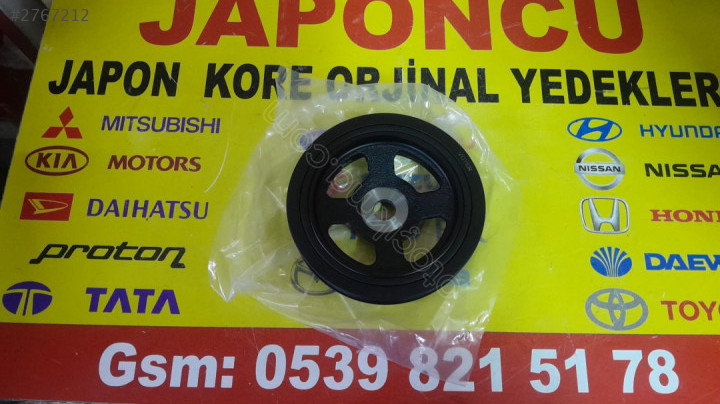 #2767212
JAPONCU
JAPON KORE ORJİNAL YEDEKLER
MITSUBISHI
HYUNDA
KIA
MOTORS
NISSAN
NISSA
DAIHATSU
HOND
proton
DAEW
TATA
TOYO
Gsm: 0539 821 51 78